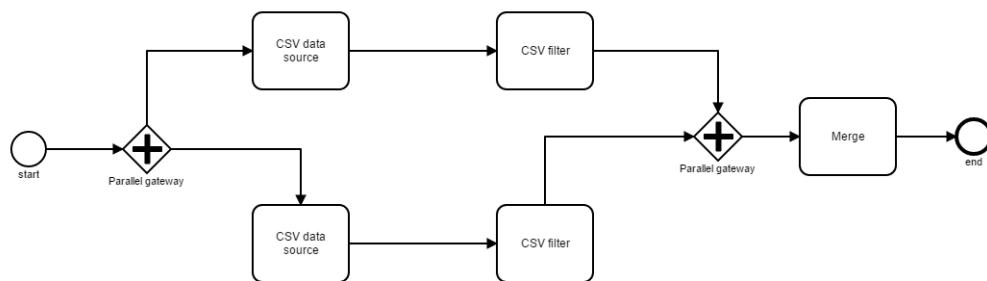 CSV data
source
CSV filter
start
Parallel gateway
CSV data
source
CSV filter
Parallel gateway
Merge
end